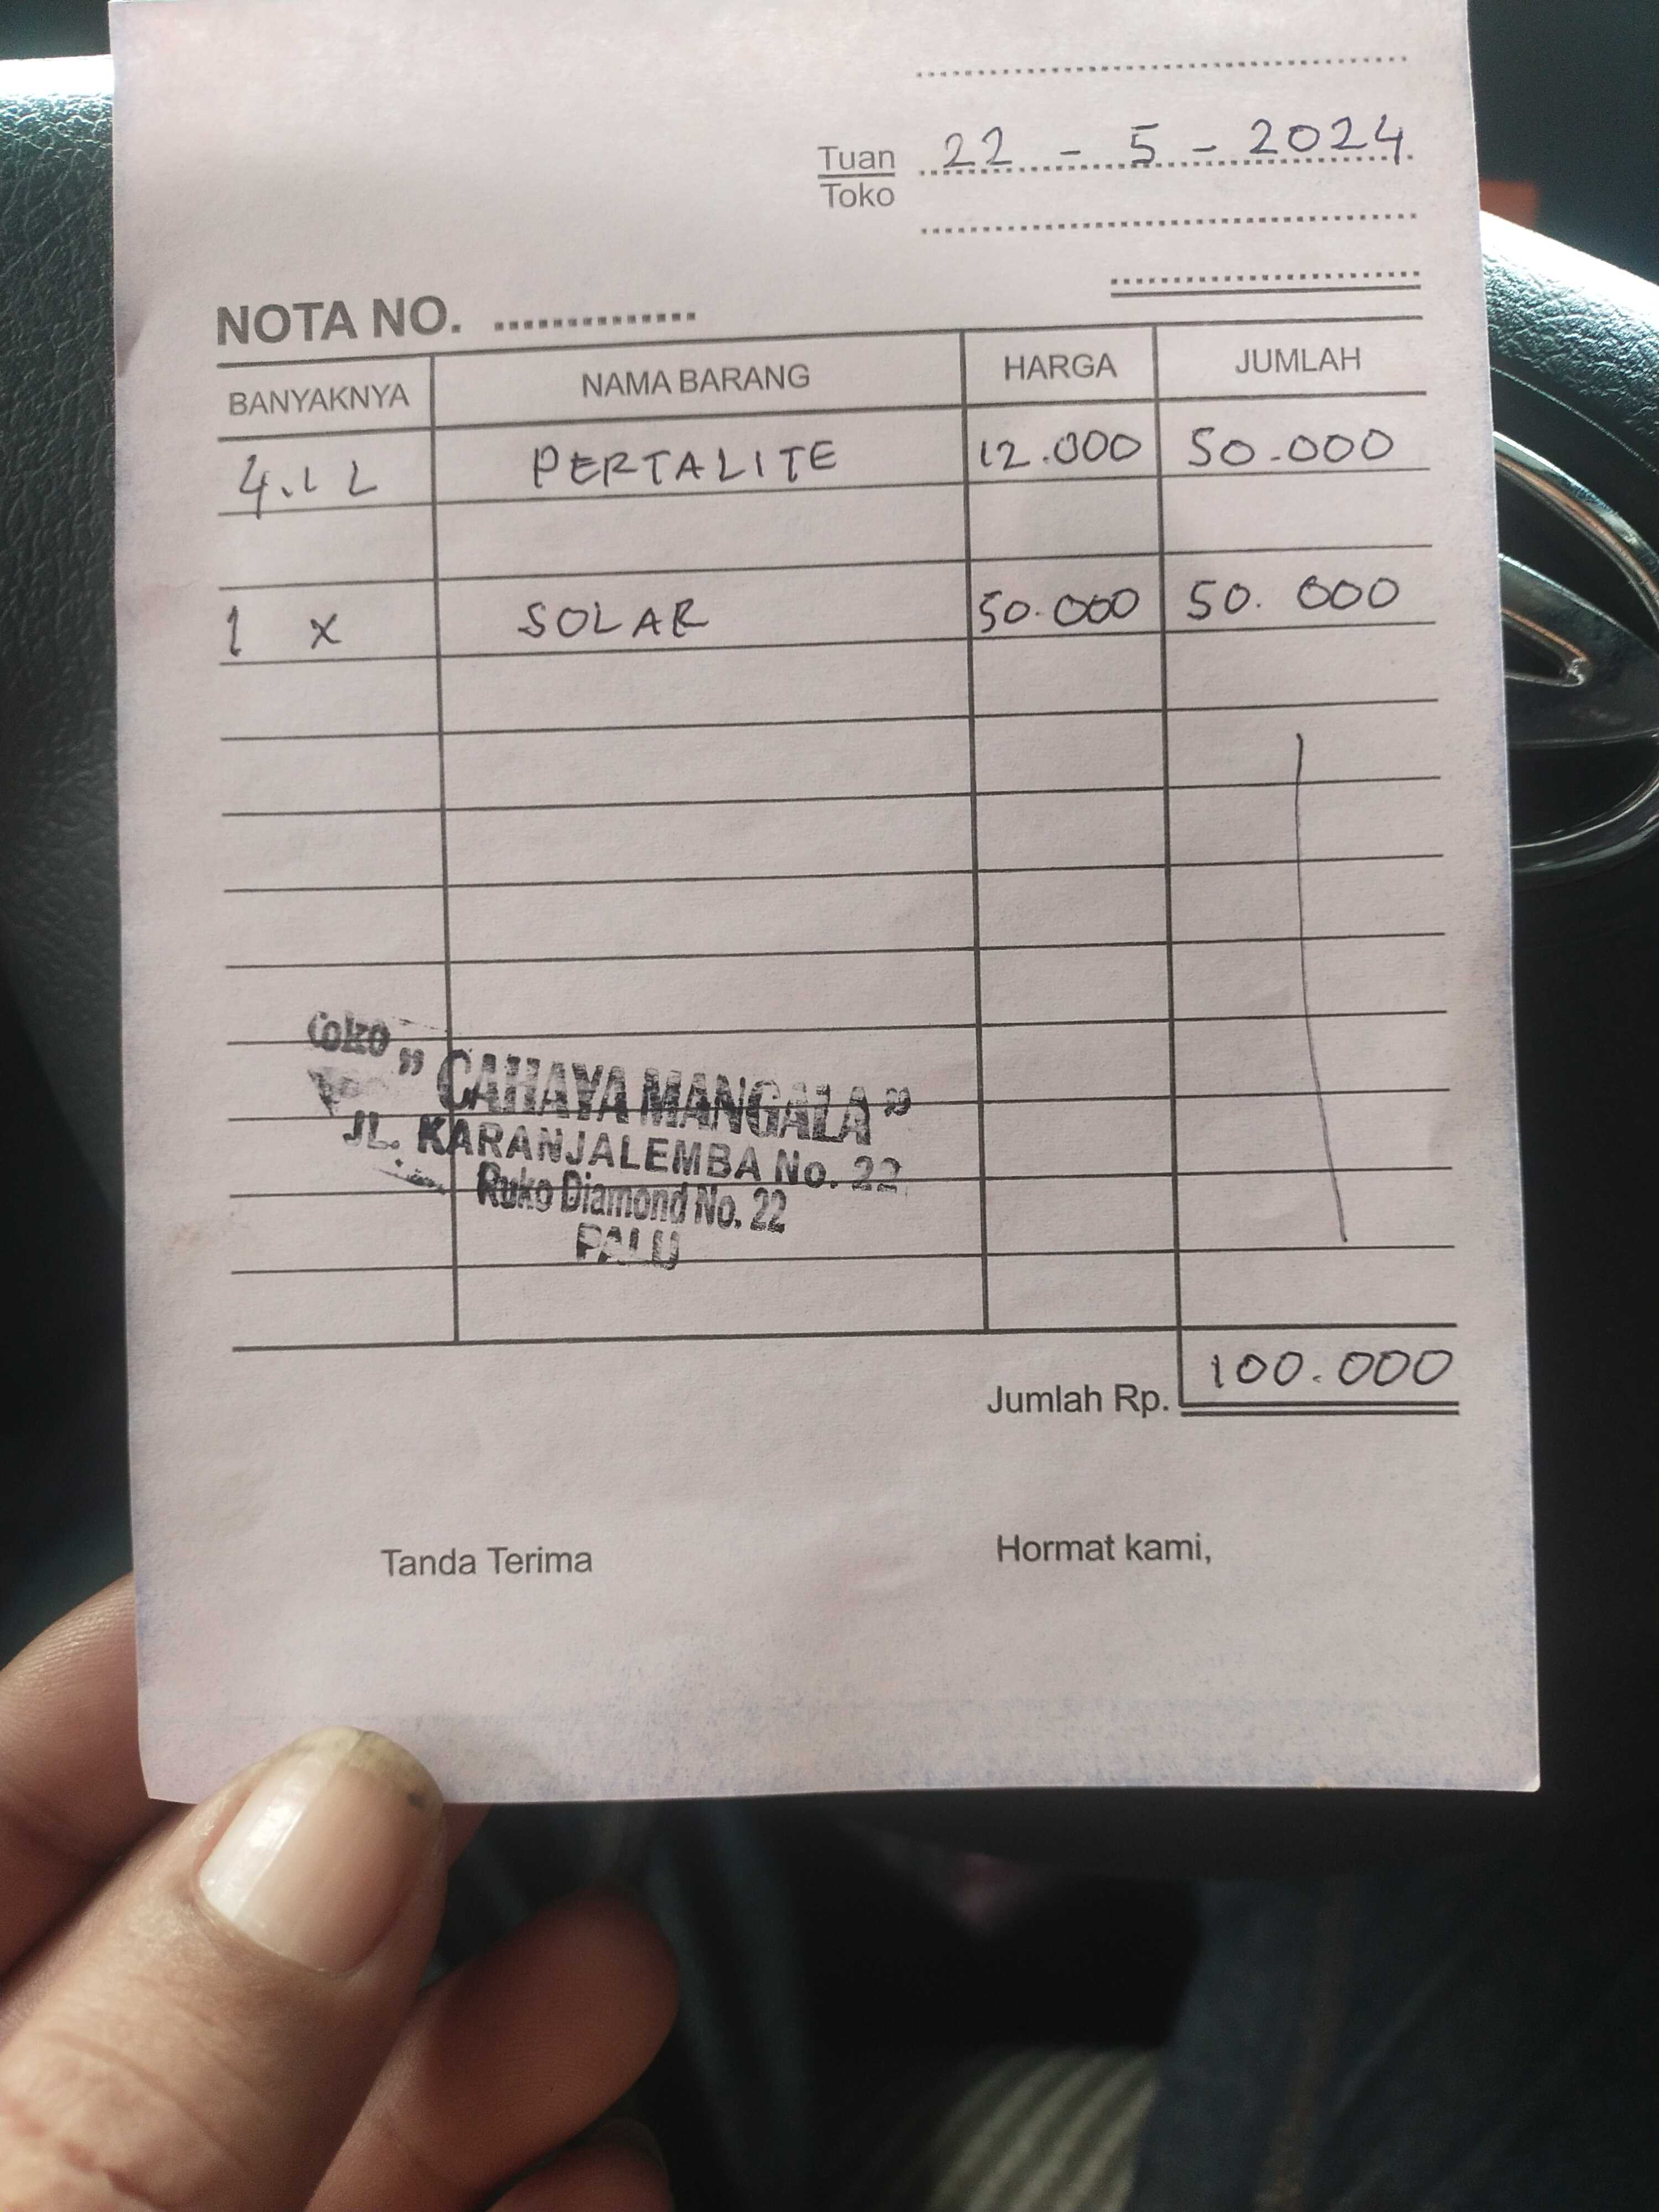 Tuan 22 - 5 - 2024
Toko
NOTA NO.
BANYAKNYA NAMA BARANG HARGA JUMLAH
4.1 L PERTALITE 12.000 50.000
1 X SOLAR 50.000 50.000
Toko
" CAHAYA MANGALA "
JL. KARANJALEMBA No. 22
Ruko Diamond No. 22
PALU
Jumlah Rp. 100.000
Tanda Terima Hormat kami,